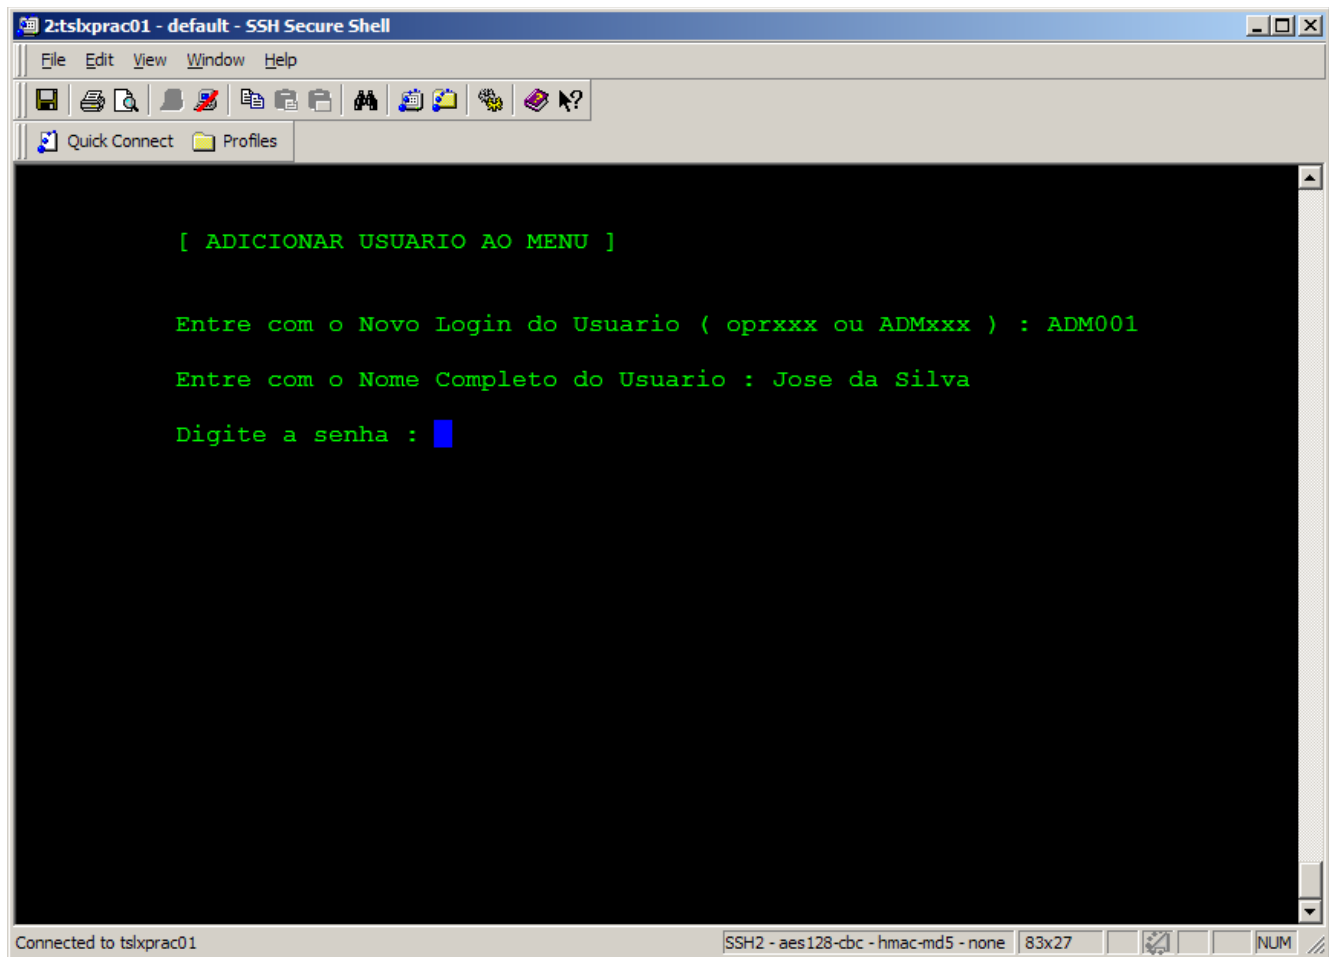 2:tslxprac01 - default - SSH Secure Shell
File Edit View Window Help
Quick Connect Profiles
[ ADICIONAR USUARIO AO MENU ]
Entre com o Novo Login do Usuario ( oprxxx ou ADMxxx ) : ADM001
Entre com o Nome Completo do Usuario : Jose da Silva
Digite a senha :
Connected to tslxprac01 SSH2 - aes128-cbc - hmac-md5 - none 83x27 NUM